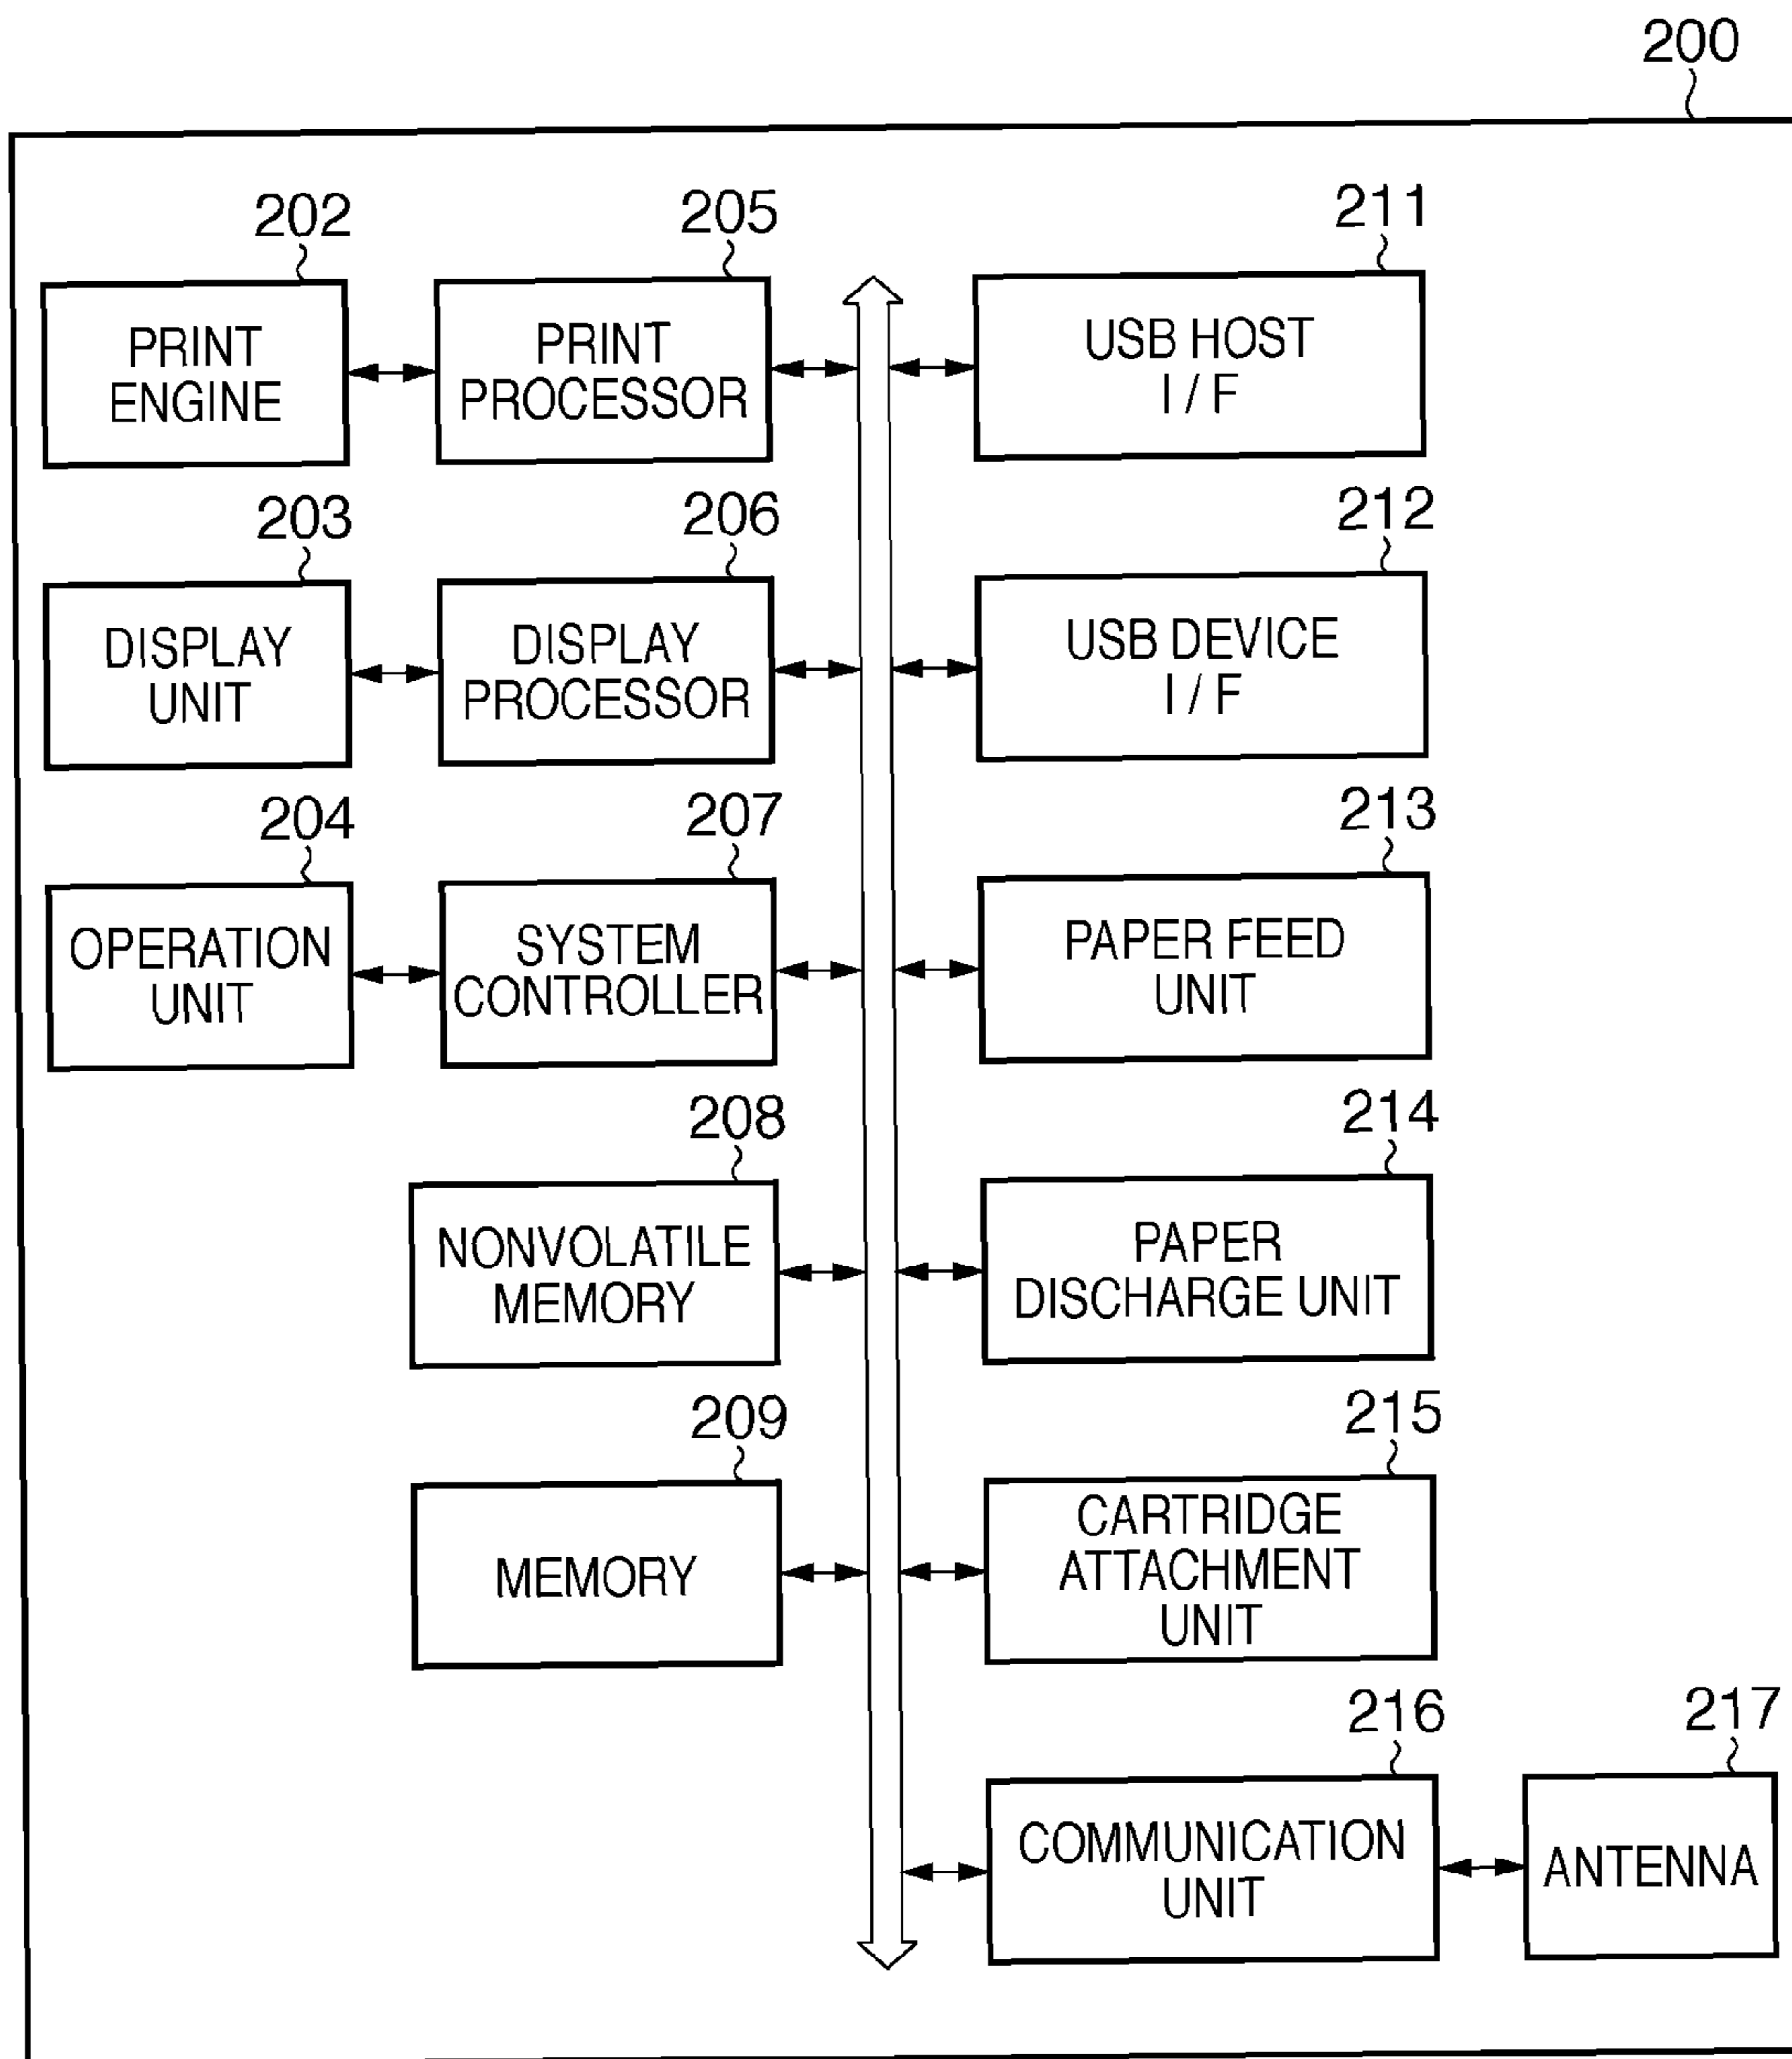 200
202
205
211
PRINT
ENGINE
PRINT
PROCESSOR
USB HOST
I / F
203
206
212
DISPLAY
UNIT
DISPLAY
PROCESSOR
USB DEVICE
I / F
204
207
213
OPERATION
UNIT
SYSTEM
CONTROLLER
PAPER FEED
UNIT
208
214
NONVOLATILE
MEMORY
PAPER
DISCHARGE UNIT
209
215
MEMORY
CARTRIDGE
ATTACHMENT
UNIT
216
217
COMMUNICATION
UNIT
ANTENNA